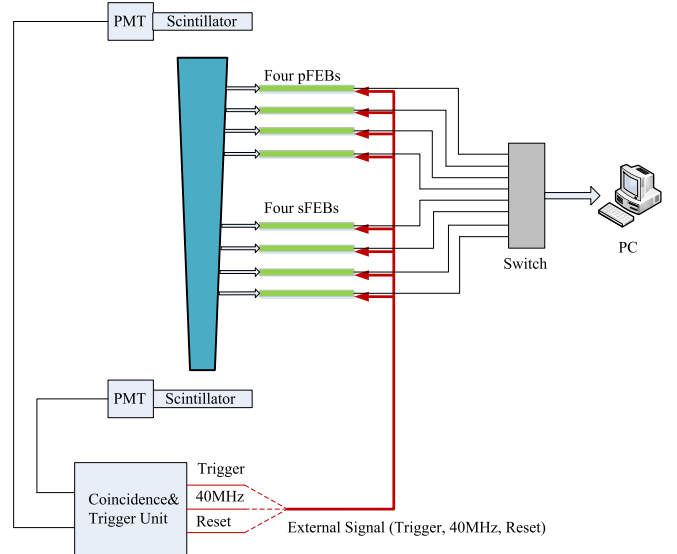 PMT
Scintillator
Four pFEBs
Four sFEBs
Switch
PC
PMT
Scintillator
Coincidence&
Trigger Unit
Trigger
40MHz
Reset
External Signal (Trigger, 40MHz, Reset)